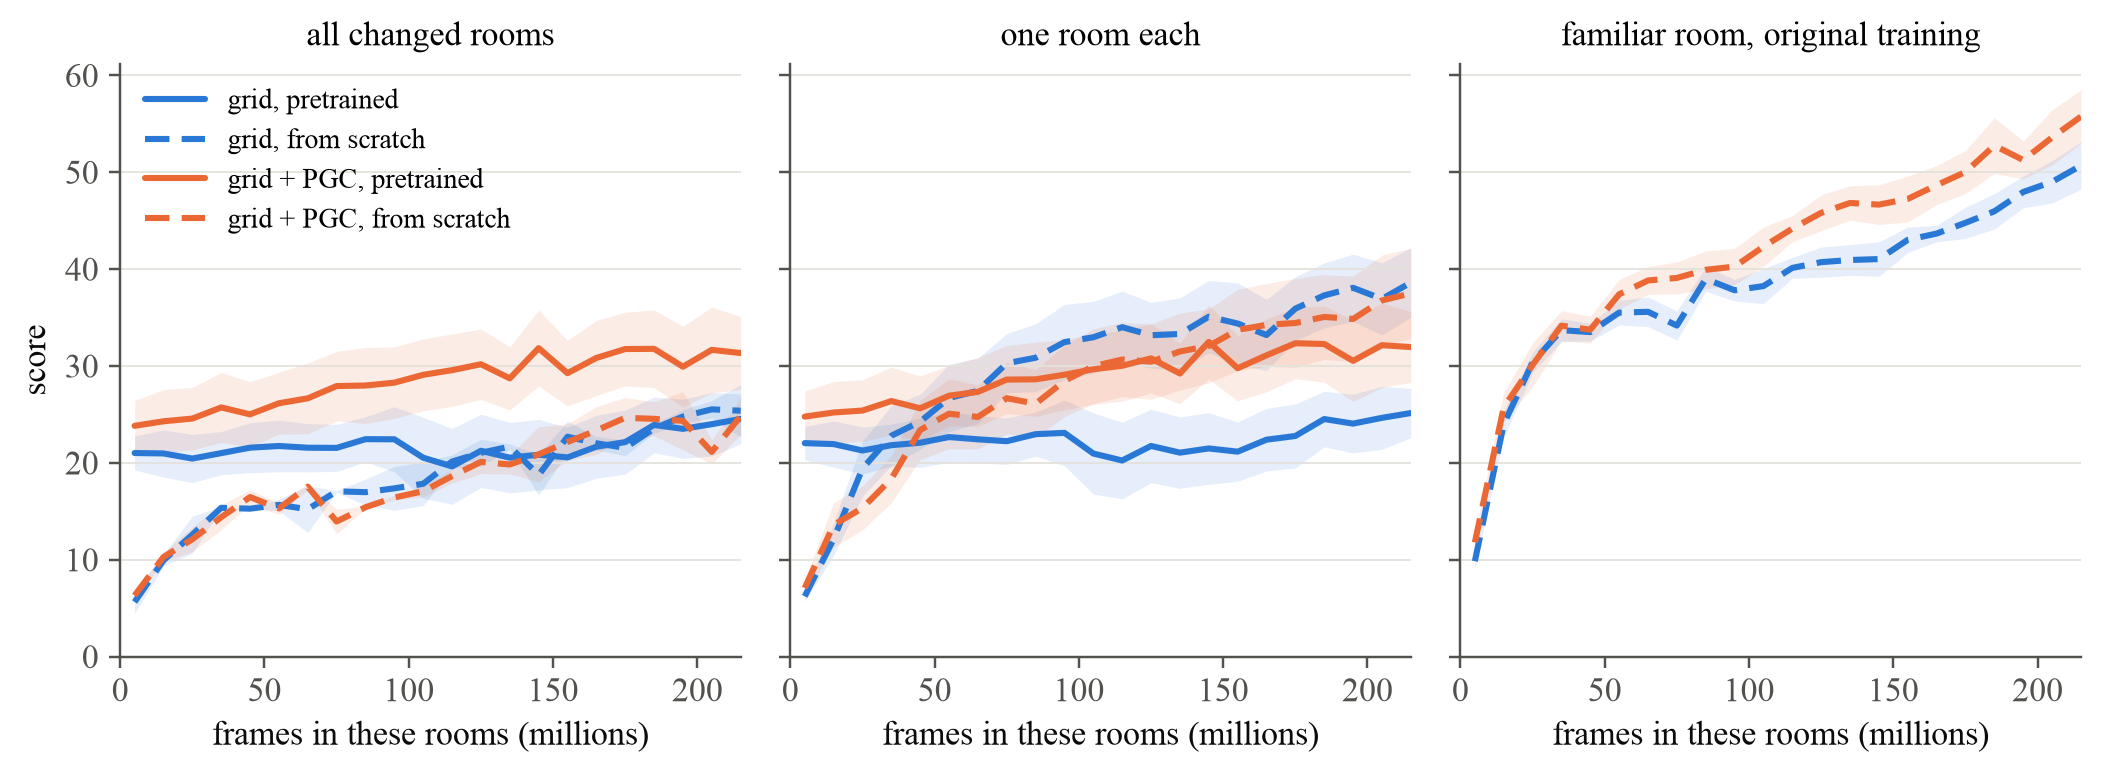 all changed rooms
one room each
familiar room, original training
score
60
50
40
30
20
10
0
grid, pretrained
grid, from scratch
grid + PGC, pretrained
grid + PGC, from scratch
0 50 100 150 200
0 50 100 150 200
0 50 100 150 200
frames in these rooms (millions)
frames in these rooms (millions)
frames in these rooms (millions)